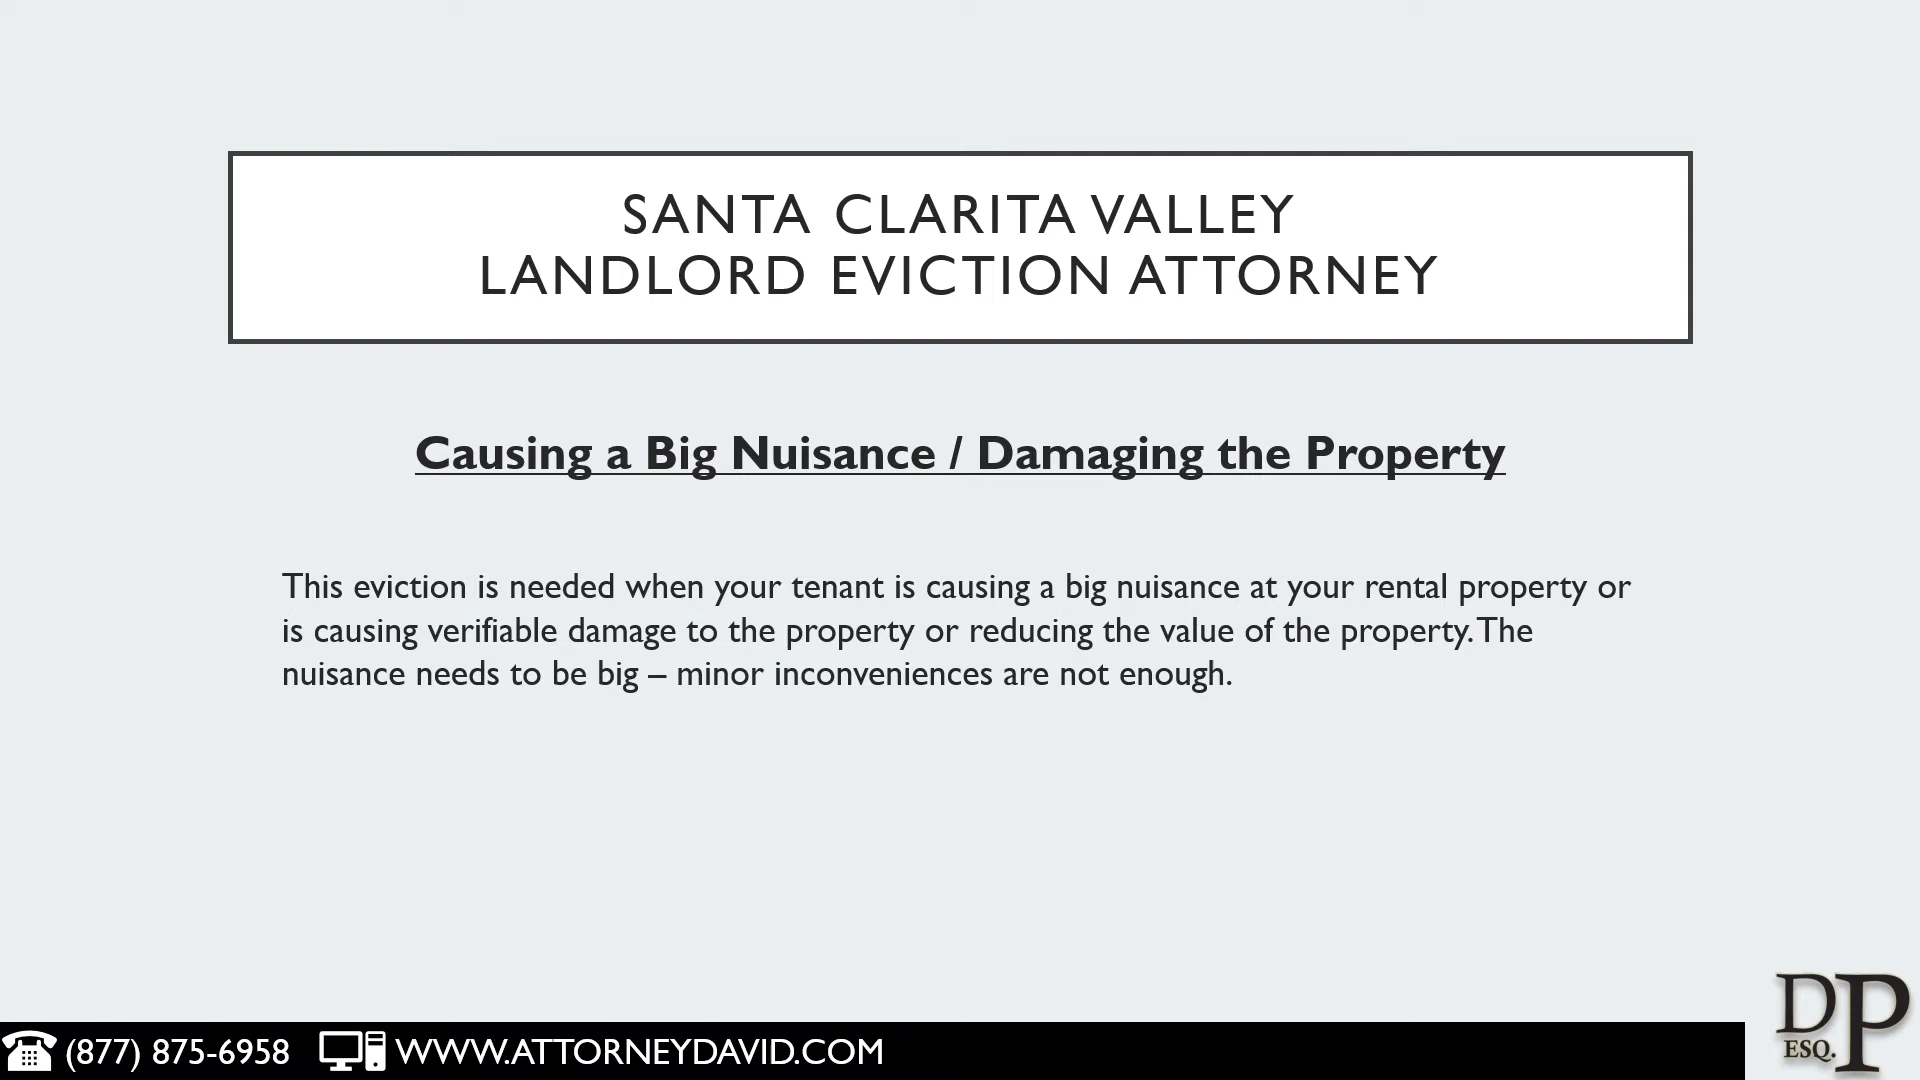 SANTA CLARITA VALLEY
LANDLORD EVICTION ATTORNEY
Causing a Big Nuisance / Damaging the Property
This eviction is needed when your tenant is causing a big nuisance at your rental property or
is causing verifiable damage to the property or reducing the value of the property. The
nuisance needs to be big – minor inconveniences are not enough.
(877) 875-6958 WWW.ATTORNEYDAVID.COM
DP
ESQ.